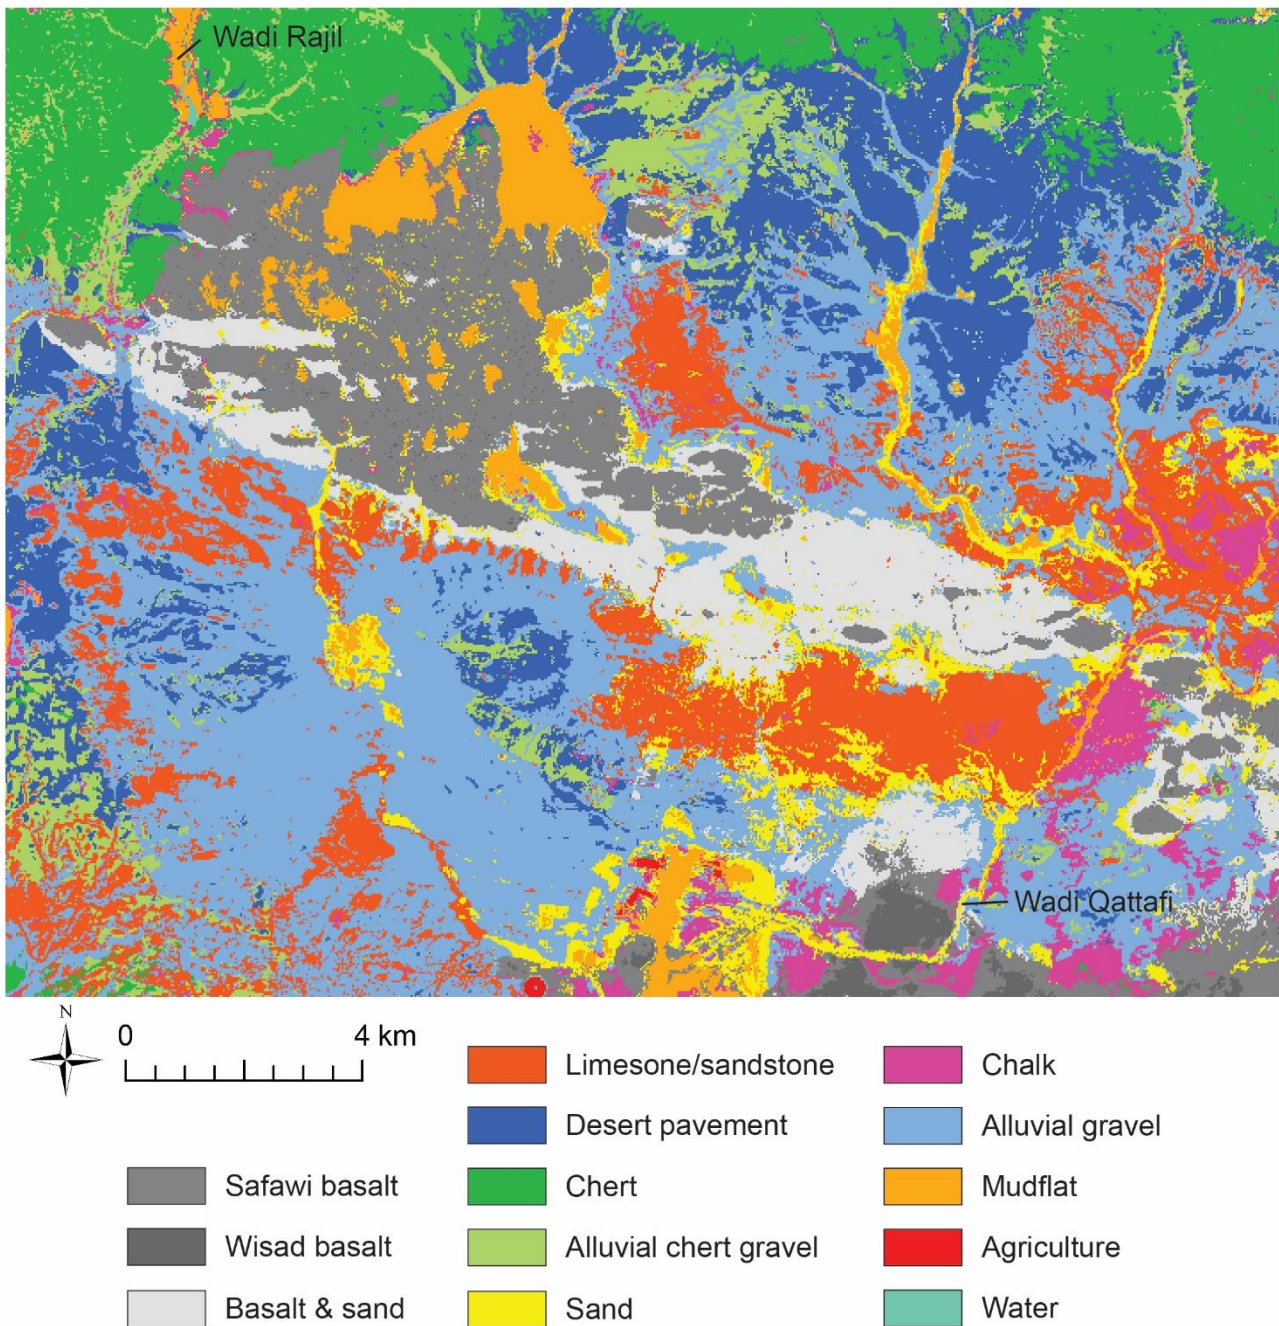 Wadi Rajil
Wadi Qattafi
N
0 4 km
Limesone/sandstone
Chalk
Desert pavement
Alluvial gravel
Safawi basalt
Chert
Mudflat
Wisad basalt
Alluvial chert gravel
Agriculture
Basalt & sand
Sand
Water